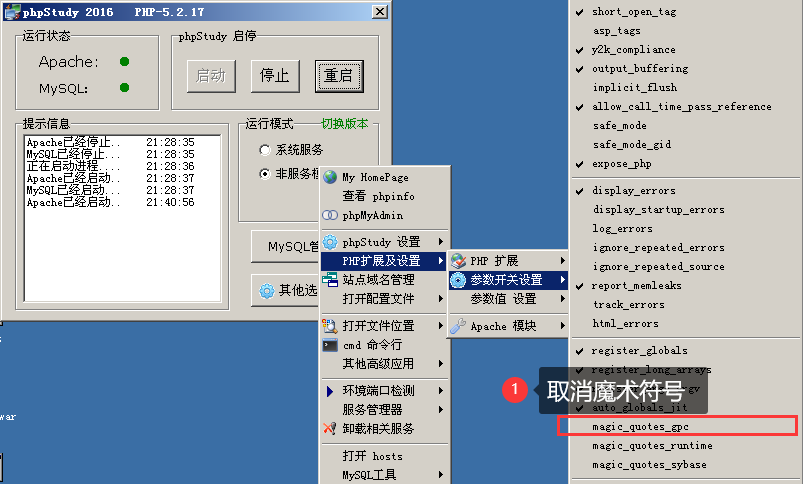 phpStudy 2016 PHP-5.2.17
运行状态
Apache:
MySQL:
phpStudy 启停
启动
停止
重启
提示信息
Apache已经停止.. 21:28:35
MySQL已经停止... 21:28:35
正在启动进程... 21:28:36
Apache已经启动.. 21:28:37
MySQL已经启动... 21:28:37
Apache已经启动.. 21:40:56
运行模式
切换版本
系统服务
非服务模
MySQL管
其他选
My HomePage
查看 phpinfo
phpMyAdmin
phpStudy 设置
PHP扩展及设置
站点域名管理
打开配置文件
打开文件位置
cmd 命令行
其他高级应用
环境端口检测
服务管理器
卸载相关服务
打开 hosts
MySQL工具
PHP 扩展
参数开关设置
参数值 设置
Apache 模块
short_open_tag
asp_tags
y2k_compliance
output_buffering
implicit_flush
allow_call_time_pass_reference
safe_mode
safe_mode_gid
expose_php
display_errors
display_startup_errors
log_errors
ignore_repeated_errors
ignore_repeated_source
report_memleaks
track_errors
html_errors
register_globals
register_long_arrays
auto_globals_jit
magic_quotes_gpc
magic_quotes_runtime
magic_quotes_sybase
1
取消魔术符号
war